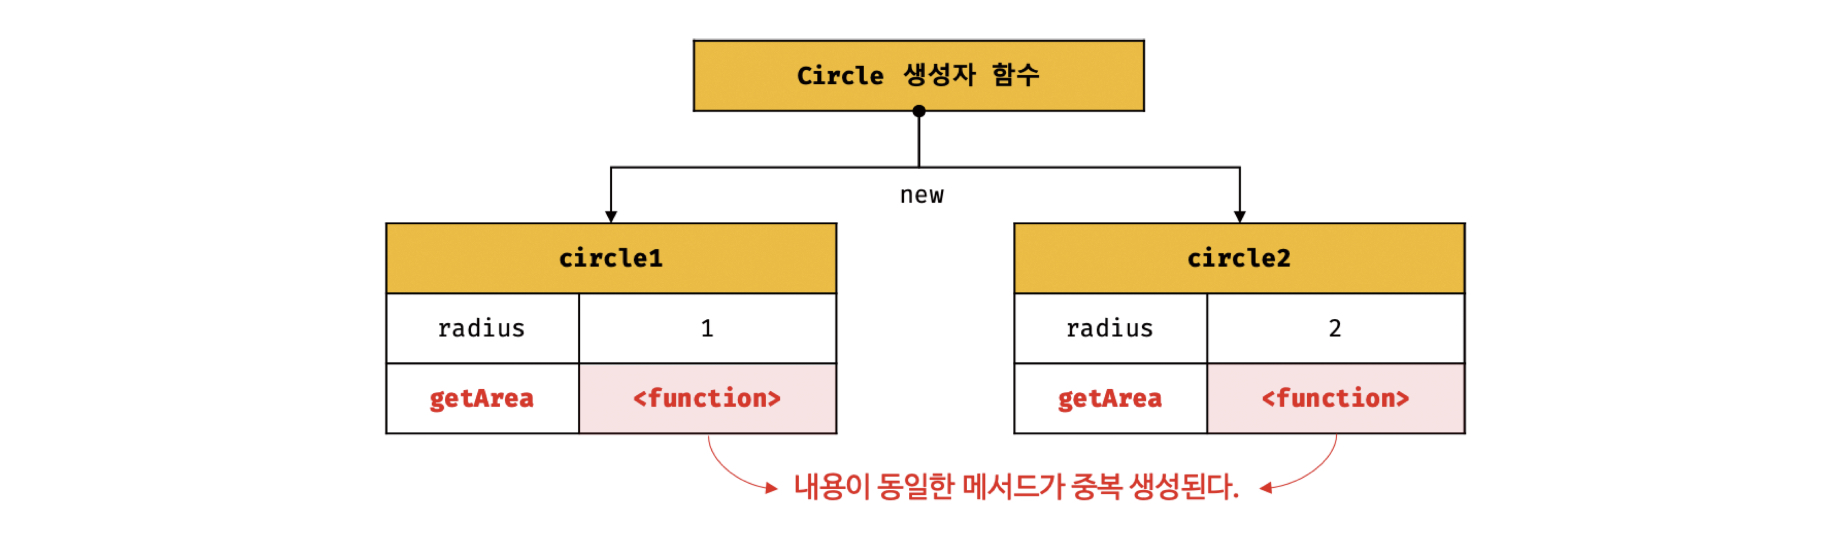 Circle 생성자 함수
new
circle1
radius 1
getArea <function>
circle2
radius 2
getArea <function>
내용이 동일한 메서드가 중복 생성된다.